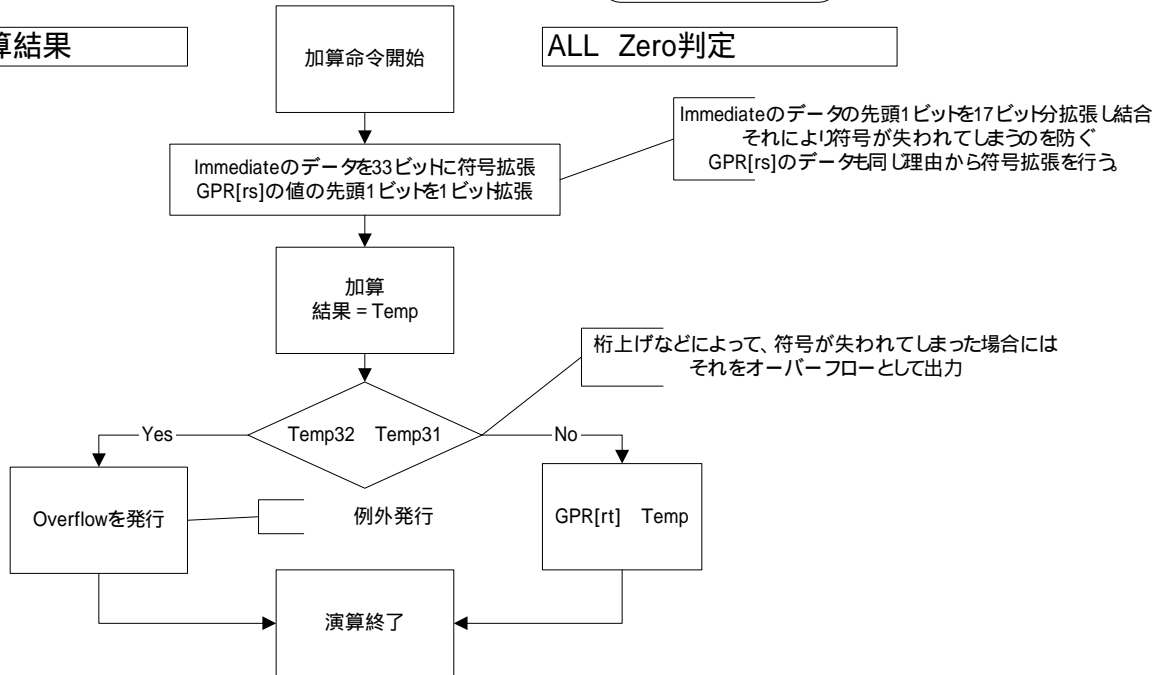 算結果
加算命令開始
ALL Zero判定
Immediateのデータの先頭1ビットを17ビット分拡張し結合
それにより符号が失われてしまうのを防ぐ
GPR[rs]のデータも同じ理由から符号拡張を行う。
Immediateのデータを33ビットに符号拡張
GPR[rs]の値の先頭1ビットを1ビット拡張
加算
結果 = Temp
桁上げなどによって、符号が失われてしまった場合には
それをオーバーフローとして出力
Yes
Temp32 Temp31
No
Overflowを発行
例外発行
GPR[rt] Temp
演算終了